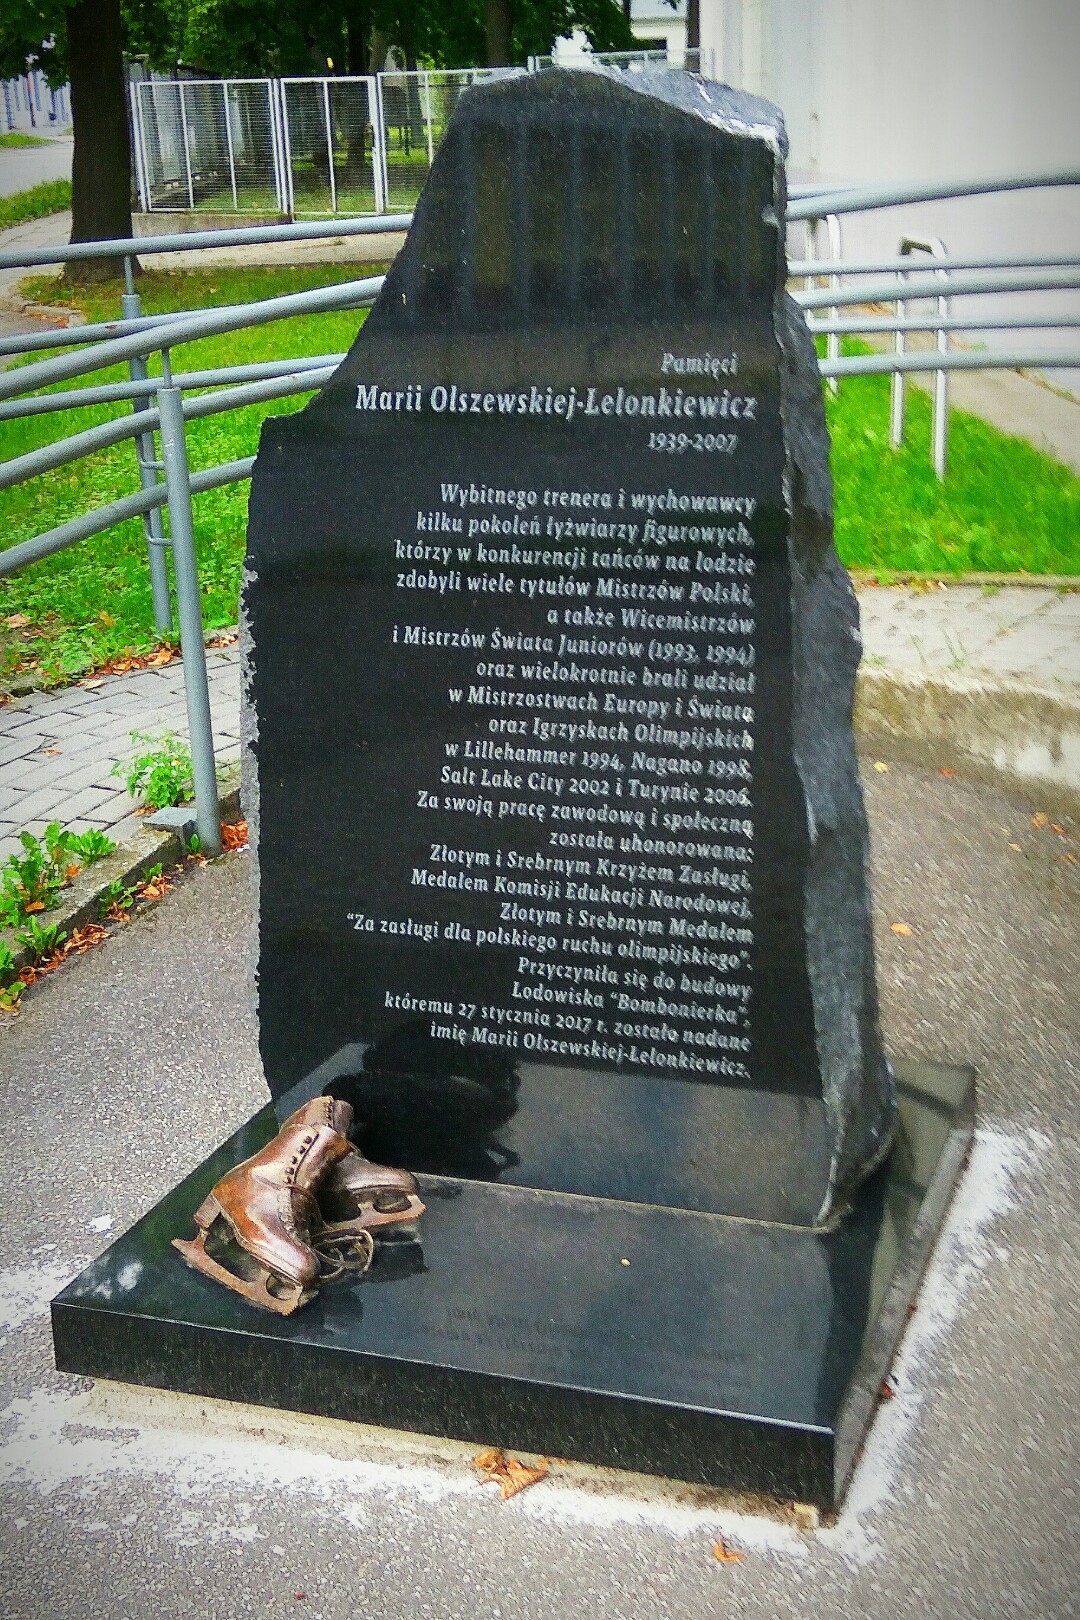 Pamięci
Marii Olszewskiej-Lelonkiewicz
1939-2007
Wybitnego trenera i wychowawcy
kilku pokoleń łyżwiarzy figurowych,
którzy w konkurencji tańców na lodzie
zdobyli wiele tytułów Mistrzów Polski,
a także Wicemistrzów
i Mistrzów Świata Juniorów (1993, 1994)
oraz wielokrotnie brali udział
w Mistrzostwach Europy i Świata
oraz Igrzyskach Olimpijskich
w Lillehammer 1994, Nagano 1998,
Salt Lake City 2002 i Turynie 2006.
Za swoją pracę zawodową i społeczną
została uhonorowana:
Złotym i Srebrnym Krzyżem Zasługi,
Medalem Komisji Edukacji Narodowej,
Złotym i Srebrnym Medalem
"Za zasługi dla polskiego ruchu olimpijskiego".
Przyczyniła się do budowy
Lodowiska "Bombonierka",
któremu 27 stycznia 2017 r. zostało nadane
imię Marii Olszewskiej-Lelonkiewicz.